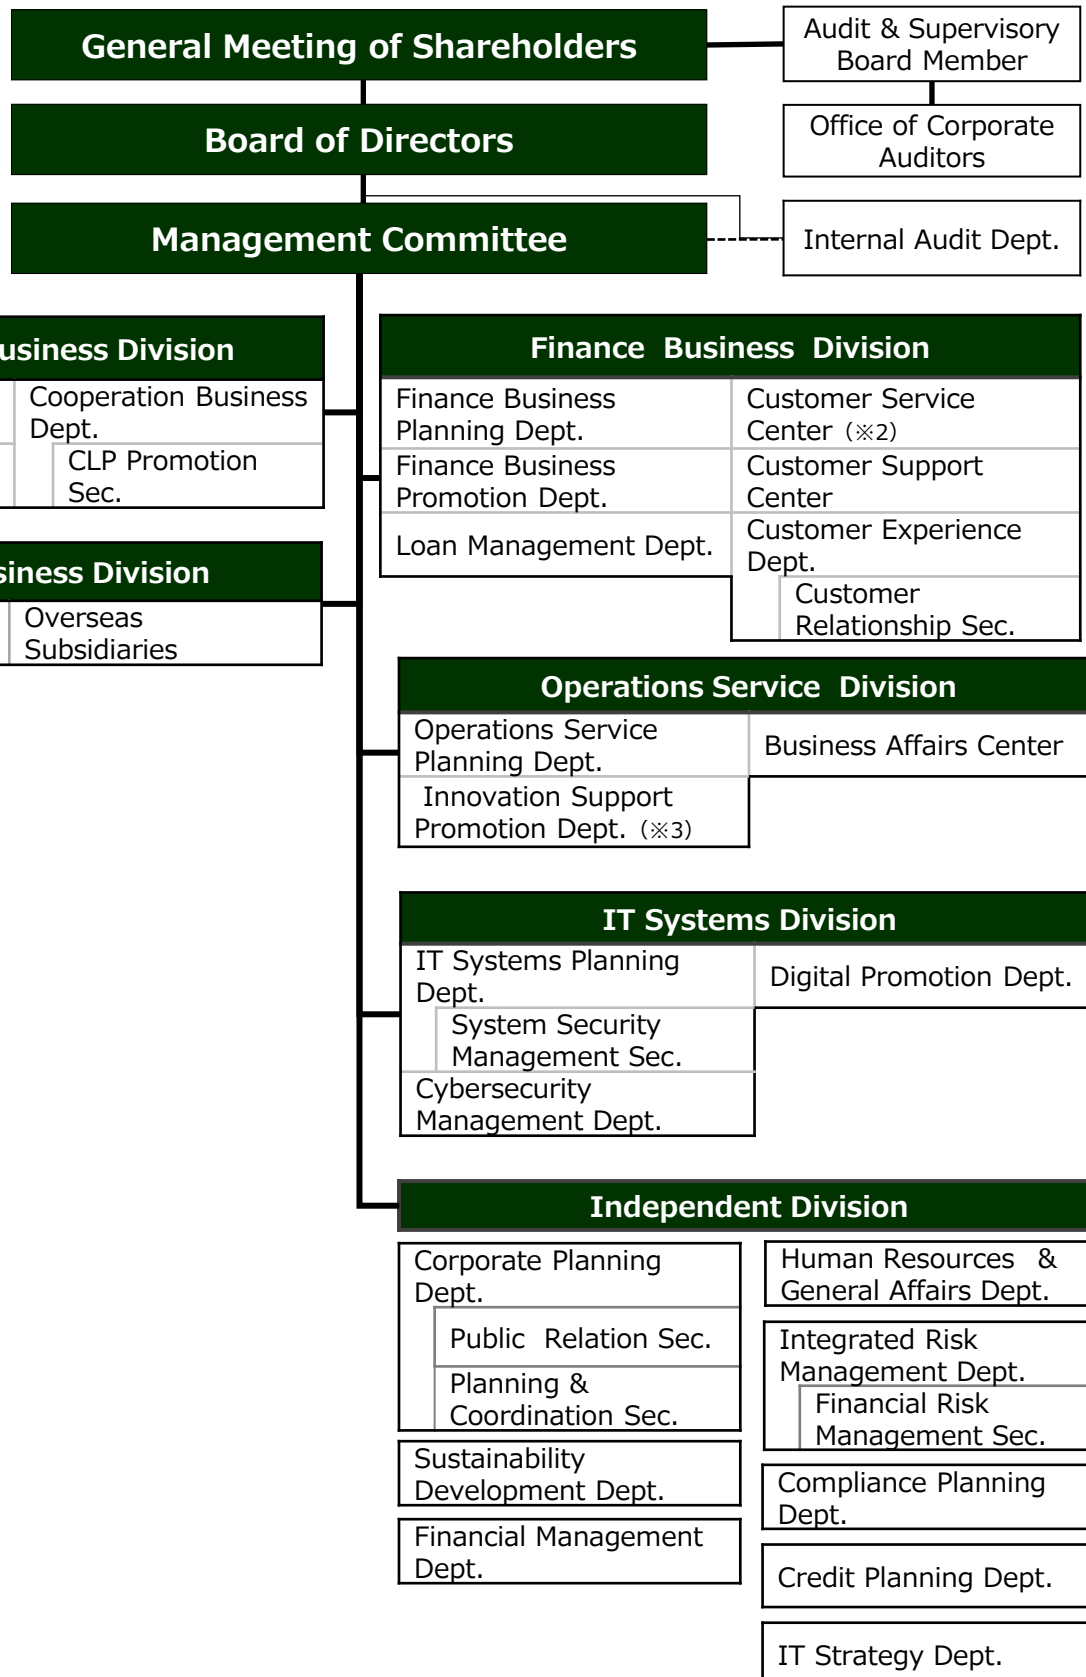 General Meeting of Shareholders
Audit & Supervisory
Board Member
Board of Directors
Office of Corporate
Auditors
Management Committee
Internal Audit Dept.
usiness Division
Cooperation Business
Dept.
CLP Promotion
Sec.
siness Division
Overseas
Subsidiaries
Finance Business Division
Finance Business
Planning Dept.
Customer Service
Center（※2）
Finance Business
Promotion Dept.
Customer Support
Center
Loan Management Dept.
Customer Experience
Dept.
Customer
Relationship Sec.
Operations Service Division
Operations Service
Planning Dept.
Business Affairs Center
Innovation Support
Promotion Dept.（※3）
IT Systems Division
IT Systems Planning
Dept.
Digital Promotion Dept.
System Security
Management Sec.
Cybersecurity
Management Dept.
Independent Division
Corporate Planning
Dept.
Public Relation Sec.
Planning &
Coordination Sec.
Sustainability
Development Dept.
Financial Management
Dept.
Human Resources &
General Affairs Dept.
Integrated Risk
Management Dept.
Financial Risk
Management Sec.
Compliance Planning
Dept.
Credit Planning Dept.
IT Strategy Dept.